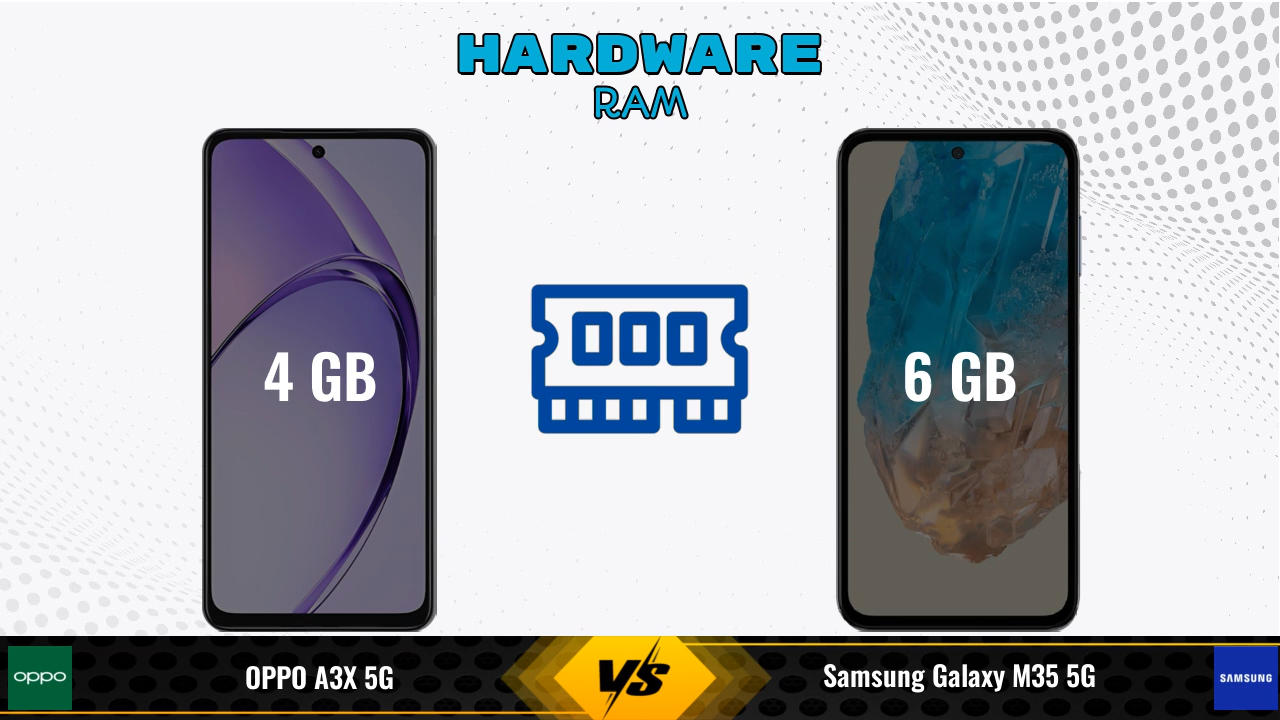 HARDWARE
RAM
4 GB
6 GB
OPPO A3X 5G
VS
Samsung Galaxy M35 5G
oppo
SAMSUNG